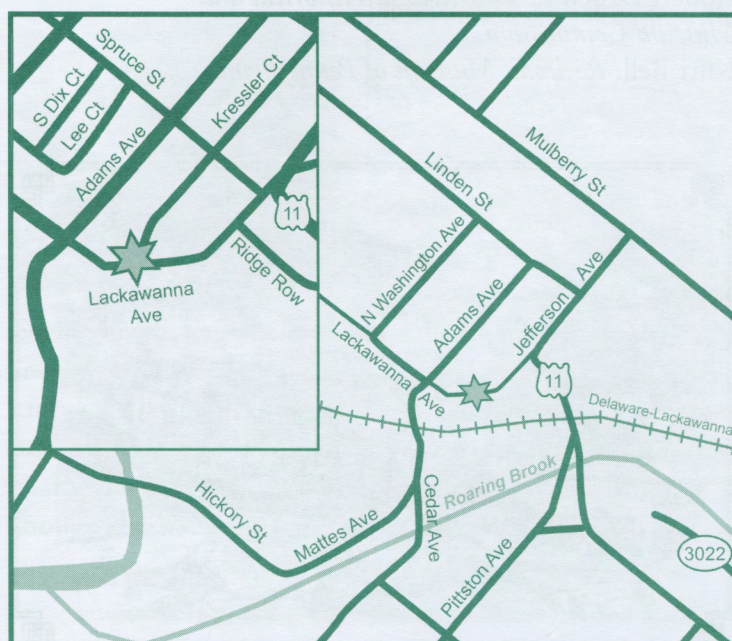 Spruce St
S Dix Ct
Lee Ct
Adams Ave
Kressler Ct
11
Ridge Row
Lackawanna
Ave
Mulberry St
Linden St
N Washington Ave
Adams Ave
Jefferson Ave
Lackawanna Ave
11
Delaware-Lackawanna
Roaring Brook
Hickory St
Mattes Ave
Cedar Ave
Pittston Ave
3022